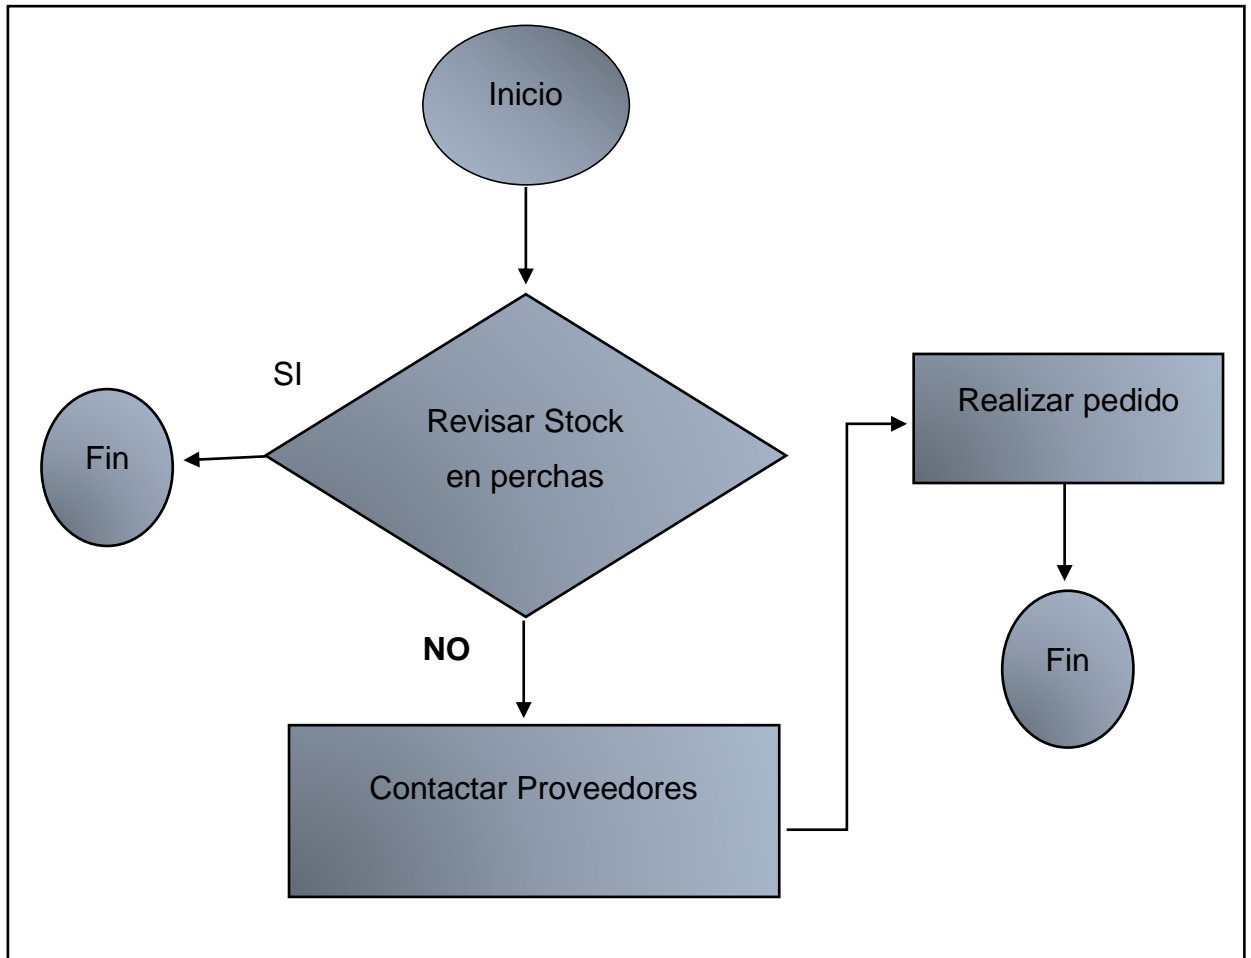 Inicio
SI
Revisar Stock
en perchas
Fin
NO
Contactar Proveedores
Realizar pedido
Fin